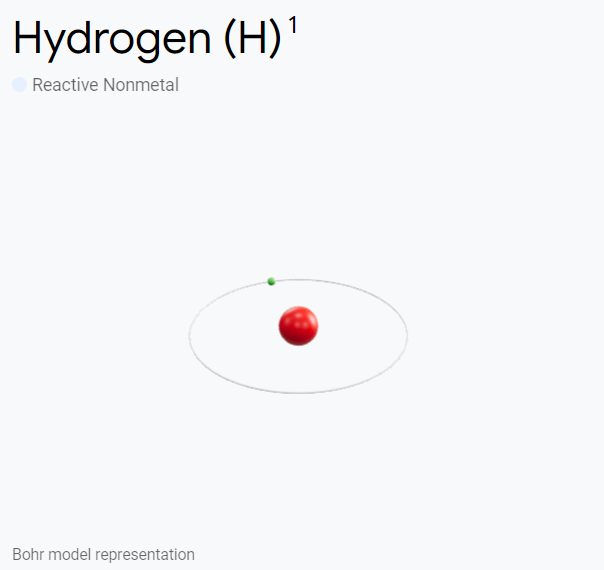 Hydrogen (H)¹
Reactive Nonmetal
Bohr model representation